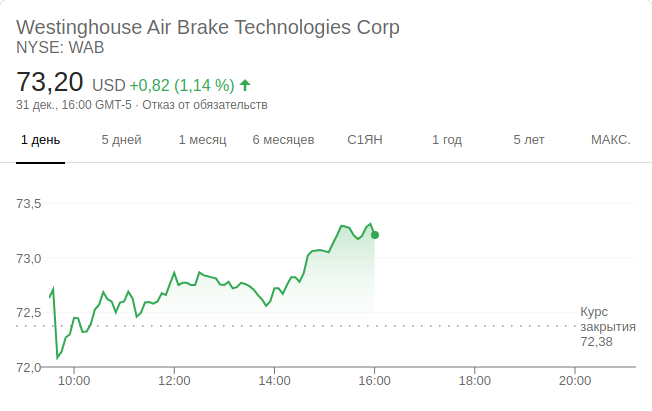 Westinghouse Air Brake Technologies Corp
NYSE: WAB
73,20 USD +0,82 (1,14 %)
31 дек., 16:00 GMT-5 · Отказ от обязательств
1 день 5 дней 1 месяц 6 месяцев С1ЯН 1 год 5 лет МАКС.
73,5
73,0
72,5
Курс
закрытия
72,38
72,0
10:00 12:00 14:00 16:00 18:00 20:00